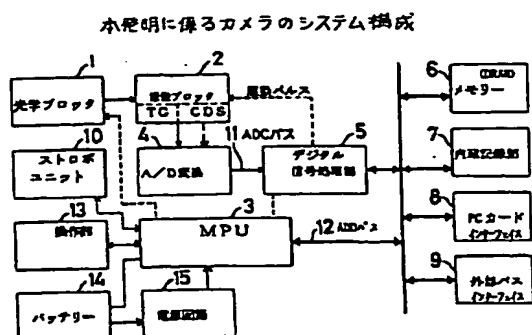 本発明に係るカメラのシステム構成
1
光学ブロック
2
撮像ブロック
TG CDS
駆動パルス
4
A/D変換
11 ADCバス
5
デジタル
信号処理部
6
メモリー
7
内蔵記録部
8
PCカード
インターフェイス
9
外部バス
インターフェイス
10
ストロボ
ユニット
3
MPU
12 ADDバス
13
操作部
14
バッテリー
15
電源回路